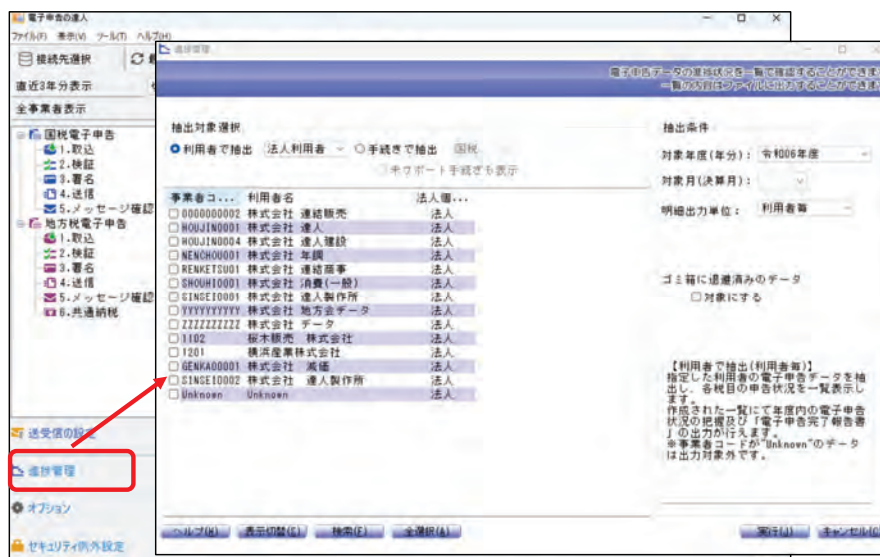 電子申告の達人
ファイル(F) 表示(V) ツール(T) ヘルプ(H)
接続先選択
直近3年分表示
全事業者表示
国税電子申告
1.取込
2.検証
3.署名
4.送信
5.メッセージ確認
地方税電子申告
1.取込
2.検証
3.署名
4.送信
5.メッセージ確認
6.共通納税
送受信の設定
進捗管理
オプション
セキュリティ例外設定
進捗管理
電子申告データの進捗状況を一覧で確認することができます
一覧の内容はファイルに出力することができます
抽出対象選択
利用者で抽出 法人利用者 手続きで抽出 国税
未サポート手続きも表示
事業者コ... 利用者名 法人個...
0000000002 株式会社 連結販売 法人
HOUJIN0001 株式会社 達人 法人
HOUJIN0004 株式会社 達人建設 法人
NENCHOU001 株式会社 年調 法人
RENKETSU01 株式会社 連結商事 法人
SHOUHI0001 株式会社 消費(一般) 法人
SINSEI0001 株式会社 達人製作所 法人
YYYYYYYYYY 株式会社 地方会データ 法人
ZZZZZZZZZZ 株式会社 データ 法人
1102 桜木販売 株式会社 法人
1201 横浜産業株式会社 法人
GENKA00001 株式会社 減価 法人
SINSEI0002 株式会社 達人製作所 法人
Unknown Unknown 法人
抽出条件
対象年度(年分): 令和06年度
対象月(決算月):
明細出力単位: 利用者毎
ゴミ箱に退避済みのデータ
対象にする
【利用者で抽出(利用者毎)】
指定した利用者の電子申告データを抽
出し、各税目の申告状況を一覧表示し
ます。
作成された一覧にて年度内の電子申告
状況の把握及び「電子申告完了報告書
」の出力が行えます。
※事業者コードが"Unknown"のデータ
は出力対象外です。
ヘルプ(H) 表示切替(L) 検索(F) 全選択(A) 実行(J) キャンセル(C)